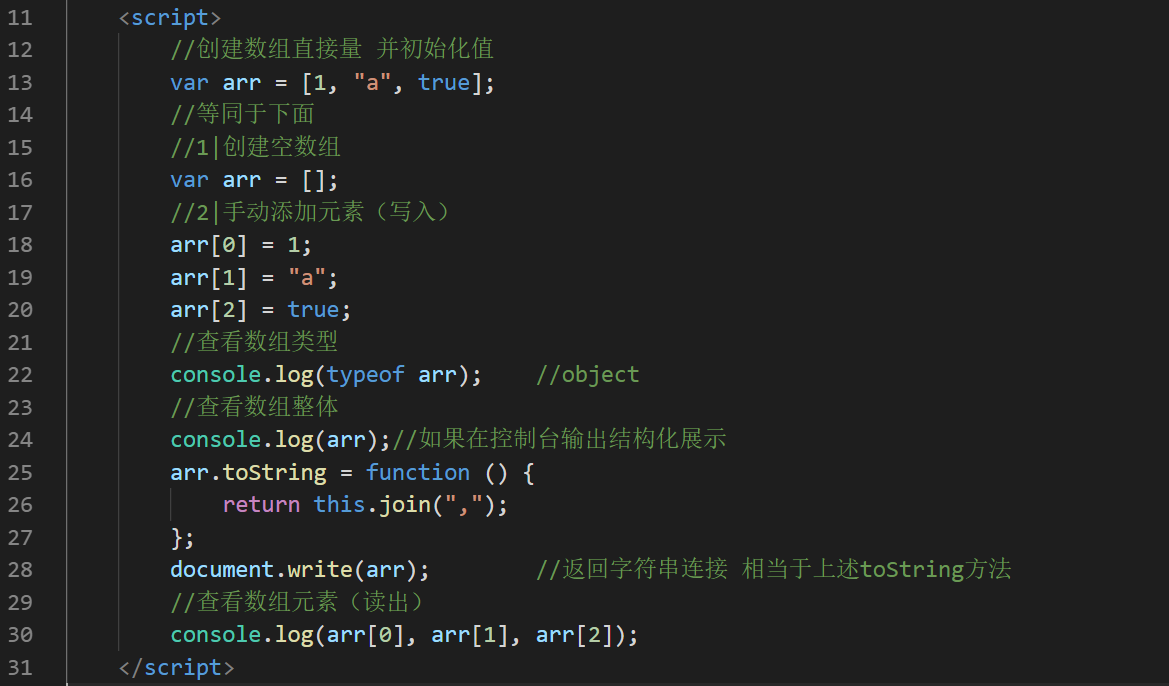 11 <script>
12 //创建数组直接量 并初始化值
13 var arr = [1, "a", true];
14 //等同于下面
15 //1|创建空数组
16 var arr = [];
17 //2|手动添加元素（写入）
18 arr[0] = 1;
19 arr[1] = "a";
20 arr[2] = true;
21 //查看数组类型
22 console.log(typeof arr); //object
23 //查看数组整体
24 console.log(arr);//如果在控制台输出结构化展示
25 arr.toString = function () {
26 return this.join(",");
27 };
28 document.write(arr); //返回字符串连接 相当于上述toString方法
29 //查看数组元素（读出）
30 console.log(arr[0], arr[1], arr[2]);
31 </script>